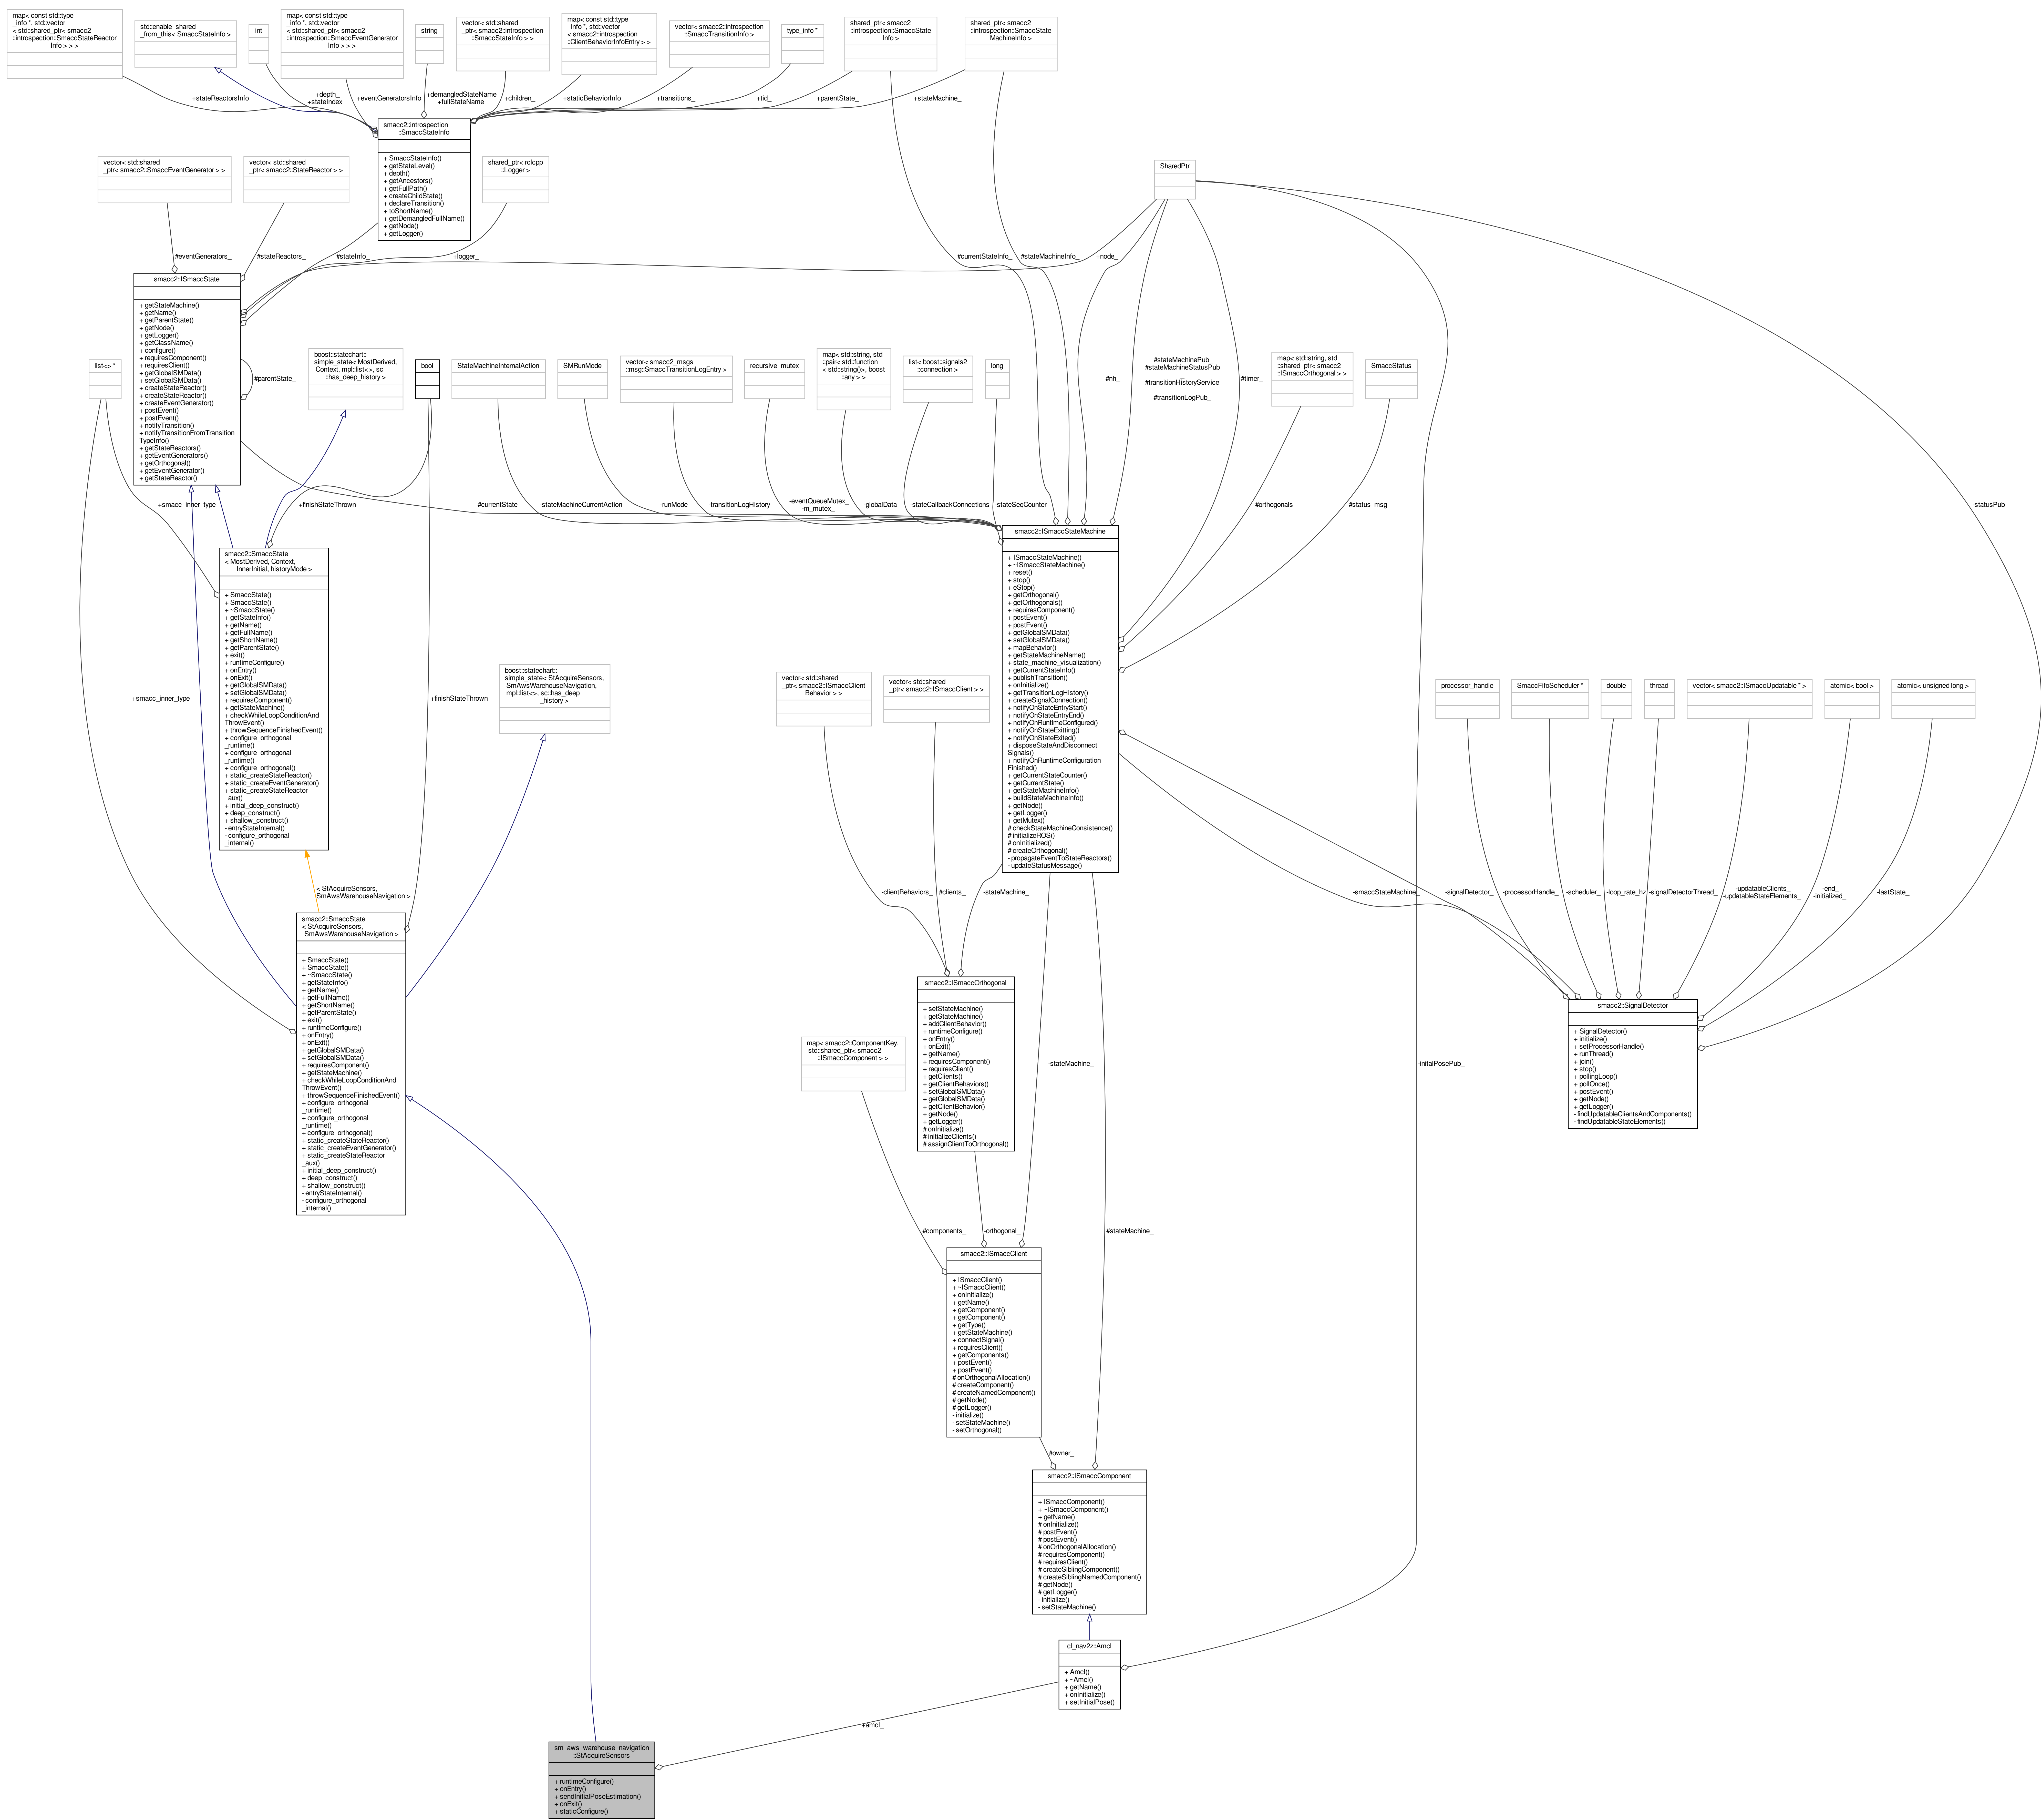 map< const std::type
_info *, std::vector
< std::shared_ptr< smacc2
::introspection::SmaccStateReactor
Info > > >
std::enable_shared
_from_this< SmaccStateInfo >
int
map< const std::type
_info *, std::vector
< std::shared_ptr< smacc2
::introspection::SmaccEventGenerator
Info > > >
string
vector< std::shared
_ptr< smacc2::introspection
::SmaccStateInfo > >
map< const std::type
_info *, std::vector
< smacc2::introspection
::ClientBehaviorInfoEntry > >
vector< smacc2::introspection
::SmaccTransitionInfo >
type_info *
shared_ptr< smacc2
::introspection::SmaccState
Info >
shared_ptr< smacc2
::introspection::SmaccState
MachineInfo >
+stateReactorsInfo
+depth_
+stateIndex_
+eventGeneratorsInfo
+demangledStateName
+fullStateName
+children_
+staticBehaviorInfo
+transitions_
+tid_
+parentState_
+stateMachine_
smacc2::introspection
::SmaccStateInfo
+ SmaccStateInfo()
+ getStateLevel()
+ depth()
+ getAncestors()
+ getFullPath()
+ createChildState()
+ declareTransition()
+ toShortName()
+ getDemangledFullName()
+ getNode()
+ getLogger()
vector< std::shared
_ptr< smacc2::SmaccEventGenerator > >
vector< std::shared
_ptr< smacc2::StateReactor > >
shared_ptr< rclcpp
::Logger >
SharedPtr
#eventGenerators_
#stateReactors_
#stateInfo_
+logger_
#currentStateInfo_
#stateMachineInfo_
+node_
smacc2::ISmaccState
+ getStateMachine()
+ getName()
+ getParentState()
+ getNode()
+ getLogger()
+ getClassName()
+ configure()
+ requiresComponent()
+ requiresClient()
+ getGlobalSMData()
+ setGlobalSMData()
+ createStateReactor()
+ createStateReactor()
+ createEventGenerator()
+ postEvent()
+ postEvent()
+ notifyTransition()
+ notifyTransitionFromTransition
TypeInfo()
+ getStateReactors()
+ getEventGenerators()
+ getOrthogonal()
+ getEventGenerator()
+ getStateReactor()
#parentState_
list<> *
boost::statechart::
simple_state< MostDerived,
Context, mpl::list<>, sc
::has_deep_history >
bool
StateMachineInternalAction
SMRunMode
vector< smacc2_msgs
::msg::SmaccTransitionLogEntry >
recursive_mutex
map< std::string, std
::pair< std::function
< std::string()>, boost
::any > >
list< boost::signals2
::connection >
long
#nh_
#stateMachinePub_
#stateMachineStatusPub
_
#transitionHistoryService
_
#transitionLogPub_
#timer_
map< std::string, std
::shared_ptr< smacc2
::ISmaccOrthogonal > >
SmaccStatus
+smacc_inner_type
+finishStateThrown
#currentState_
-stateMachineCurrentAction
-runMode_
-transitionLogHistory_
-eventQueueMutex_
-m_mutex_
-globalData_
-stateCallbackConnections
-stateSeqCounter_
#orthogonals_
#status_msg_
-statusPub_
smacc2::SmaccState
< MostDerived, Context,
InnerInitial, historyMode >
+ SmaccState()
+ SmaccState()
+ ~SmaccState()
+ getStateInfo()
+ getName()
+ getFullName()
+ getShortName()
+ getParentState()
+ exit()
+ runtimeConfigure()
+ onEntry()
+ onExit()
+ getGlobalSMData()
+ setGlobalSMData()
+ requiresComponent()
+ getStateMachine()
+ checkWhileLoopConditionAnd
ThrowEvent()
+ throwSequenceFinishedEvent()
+ configure_orthogonal
_runtime()
+ configure_orthogonal
_runtime()
+ configure_orthogonal()
+ static_createStateReactor()
+ static_createEventGenerator()
+ static_createStateReactor
_aux()
+ initial_deep_construct()
+ deep_construct()
+ shallow_construct()
- entryStateInternal()
- configure_orthogonal
_internal()
smacc2::ISmaccStateMachine
+ ISmaccStateMachine()
+ ~ISmaccStateMachine()
+ reset()
+ stop()
+ eStop()
+ getOrthogonal()
+ getOrthogonals()
+ requiresComponent()
+ postEvent()
+ postEvent()
+ getGlobalSMData()
+ setGlobalSMData()
+ mapBehavior()
+ getStateMachineName()
+ state_machine_visualization()
+ getCurrentStateInfo()
+ publishTransition()
+ onInitialize()
+ getTransitionLogHistory()
+ createSignalConnection()
+ notifyOnStateEntryStart()
+ notifyOnStateEntryEnd()
+ notifyOnRuntimeConfigured()
+ notifyOnStateExitting()
+ notifyOnStateExited()
+ disposeStateAndDisconnect
Signals()
+ notifyOnRuntimeConfiguration
Finished()
+ getCurrentStateCounter()
+ getCurrentState()
+ getStateMachineInfo()
+ buildStateMachineInfo()
+ getNode()
+ getLogger()
+ getMutex()
# checkStateMachineConsistence()
# initializeROS()
# onInitialized()
# createOrthogonal()
- propagateEventToStateReactors()
- updateStatusMessage()
+smacc_inner_type
+finishStateThrown
boost::statechart::
simple_state< StAcquireSensors,
SmAwsWarehouseNavigation,
mpl::list<>, sc::has_deep
_history >
vector< std::shared
_ptr< smacc2::ISmaccClient
Behavior > >
vector< std::shared
_ptr< smacc2::ISmaccClient > >
processor_handle
SmaccFifoScheduler *
double
thread
vector< smacc2::ISmaccUpdatable * >
atomic< bool >
atomic< unsigned long >
< StAcquireSensors,
SmAwsWarehouseNavigation >
-clientBehaviors_
#clients_
-stateMachine_
-smaccStateMachine_
-signalDetector_
-processorHandle_
-scheduler_
-loop_rate_hz
-signalDetectorThread_
-updatableClients_
-updatableStateElements_
-end_
-initialized_
-lastState_
smacc2::SmaccState
< StAcquireSensors,
SmAwsWarehouseNavigation >
+ SmaccState()
+ SmaccState()
+ ~SmaccState()
+ getStateInfo()
+ getName()
+ getFullName()
+ getShortName()
+ getParentState()
+ exit()
+ runtimeConfigure()
+ onEntry()
+ onExit()
+ getGlobalSMData()
+ setGlobalSMData()
+ requiresComponent()
+ getStateMachine()
+ checkWhileLoopConditionAnd
ThrowEvent()
+ throwSequenceFinishedEvent()
+ configure_orthogonal
_runtime()
+ configure_orthogonal
_runtime()
+ configure_orthogonal()
+ static_createStateReactor()
+ static_createEventGenerator()
+ static_createStateReactor
_aux()
+ initial_deep_construct()
+ deep_construct()
+ shallow_construct()
- entryStateInternal()
- configure_orthogonal
_internal()
smacc2::ISmaccOrthogonal
+ setStateMachine()
+ getStateMachine()
+ addClientBehavior()
+ runtimeConfigure()
+ onEntry()
+ onExit()
+ getName()
+ requiresComponent()
+ requiresClient()
+ getClients()
+ getClientBehaviors()
+ setGlobalSMData()
+ getGlobalSMData()
+ getClientBehavior()
+ getNode()
+ getLogger()
# onInitialize()
# initializeClients()
# assignClientToOrthogonal()
smacc2::SignalDetector
+ SignalDetector()
+ initialize()
+ setProcessorHandle()
+ runThread()
+ join()
+ stop()
+ pollingLoop()
+ pollOnce()
+ postEvent()
+ getNode()
+ getLogger()
- findUpdatableClientsAndComponents()
- findUpdatableStateElements()
map< smacc2::ComponentKey,
std::shared_ptr< smacc2
::ISmaccComponent > >
-stateMachine_
-initalPosePub_
#components_
-orthogonal_
#stateMachine_
smacc2::ISmaccClient
+ ISmaccClient()
+ ~ISmaccClient()
+ onInitialize()
+ getName()
+ getComponent()
+ getComponent()
+ getType()
+ getStateMachine()
+ connectSignal()
+ requiresClient()
+ getComponents()
+ postEvent()
+ postEvent()
# onOrthogonalAllocation()
# createComponent()
# createNamedComponent()
# getNode()
# getLogger()
- initialize()
- setStateMachine()
- setOrthogonal()
#owner_
smacc2::ISmaccComponent
+ ISmaccComponent()
+ ~ISmaccComponent()
+ getName()
# onInitialize()
# postEvent()
# postEvent()
# onOrthogonalAllocation()
# requiresComponent()
# requiresClient()
# createSiblingComponent()
# createSiblingNamedComponent()
# getNode()
# getLogger()
- initialize()
- setStateMachine()
cl_nav2z::Amcl
+ Amcl()
+ ~Amcl()
+ getName()
+ onInitialize()
+ setInitialPose()
+amcl_
sm_aws_warehouse_navigation
::StAcquireSensors
+ runtimeConfigure()
+ onEntry()
+ sendInitialPoseEstimation()
+ onExit()
+ staticConfigure()